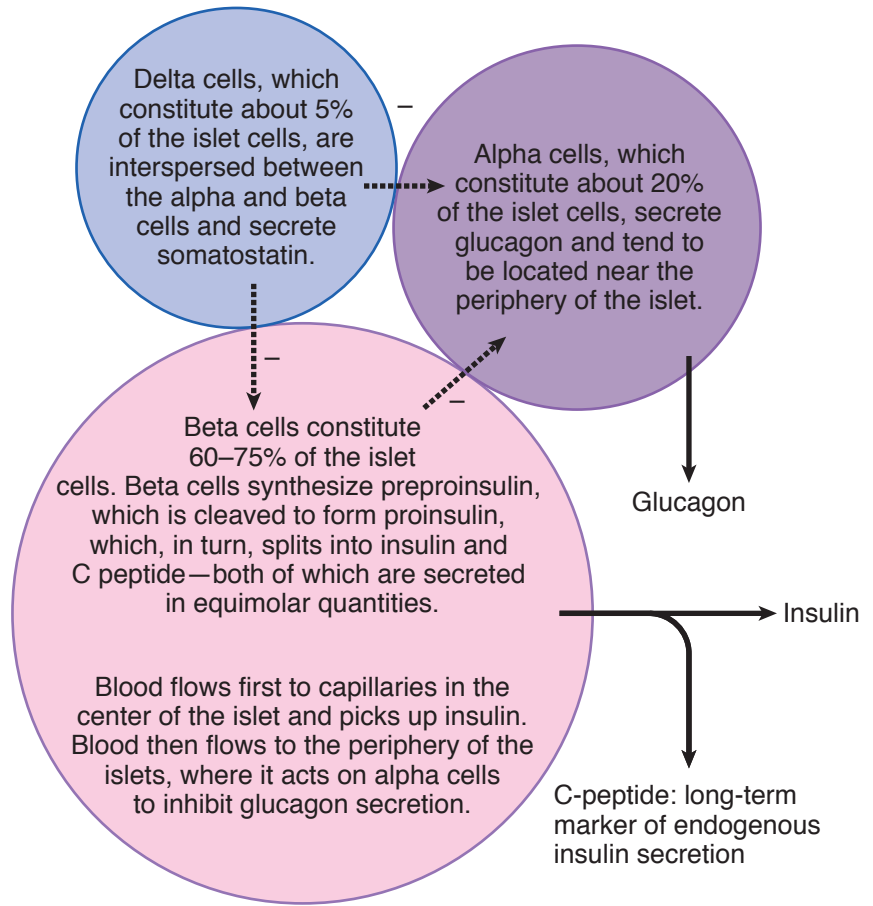 Delta cells, which
constitute about 5%
of the islet cells, are
interspersed between
the alpha and beta
cells and secrete
somatostatin.
–
Alpha cells, which
constitute about 20%
of the islet cells, secrete
glucagon and tend to
be located near the
periphery of the islet.
–
–
Beta cells constitute
60–75% of the islet
cells. Beta cells synthesize preproinsulin,
which is cleaved to form proinsulin,
which, in turn, splits into insulin and
C peptide—both of which are secreted
in equimolar quantities.
Glucagon
Insulin
Blood flows first to capillaries in the
center of the islet and picks up insulin.
Blood then flows to the periphery of the
islets, where it acts on alpha cells
to inhibit glucagon secretion.
C-peptide: long-term
marker of endogenous
insulin secretion